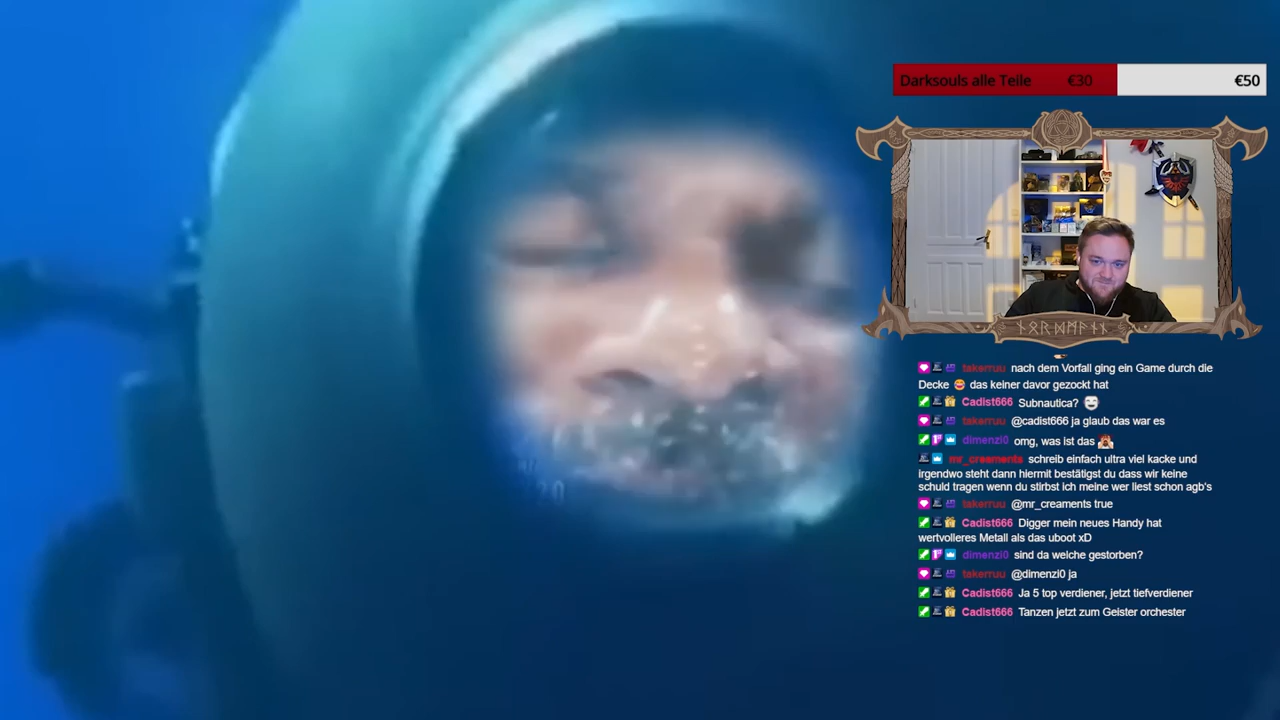 Darksouls alle Teile €30 €50
ᚾᛟᚱᛞᛗᚨᚾᚾ
takerruu nach dem Vorfall ging ein Game durch die
Decke 😄 das keiner davor gezockt hat
Cadist666 Subnautica?
takerruu @cadist666 ja glaub das war es
dimenzi0 omg, was ist das
mr_creaments schreib einfach ultra viel kacke und
irgendwo steht dann hiermit bestätigst du dass wir keine
schuld tragen wenn du stirbst ich meine wer liest schon agb's
takerruu @mr_creaments true
Cadist666 Digger mein neues Handy hat
wertvolleres Metall als das uboot xD
dimenzi0 sind da welche gestorben?
takerruu @dimenzi0 ja
Cadist666 Ja 5 top verdiener, jetzt tiefverdiener
Cadist666 Tanzen jetzt zum Geister orchester